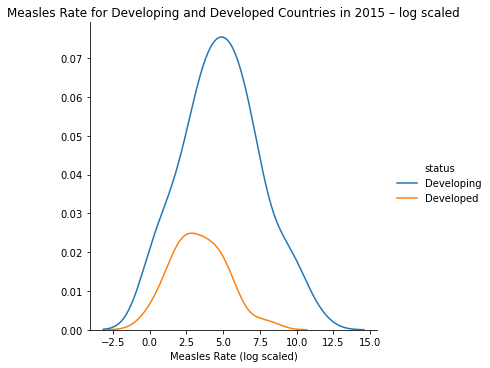 Measles Rate for Developing and Developed Countries in 2015 – log scaled
0.07
0.06
0.05
0.04
0.03
0.02
0.01
0.00
−2.5 0.0 2.5 5.0 7.5 10.0 12.5 15.0
Measles Rate (log scaled)
status
Developing
Developed